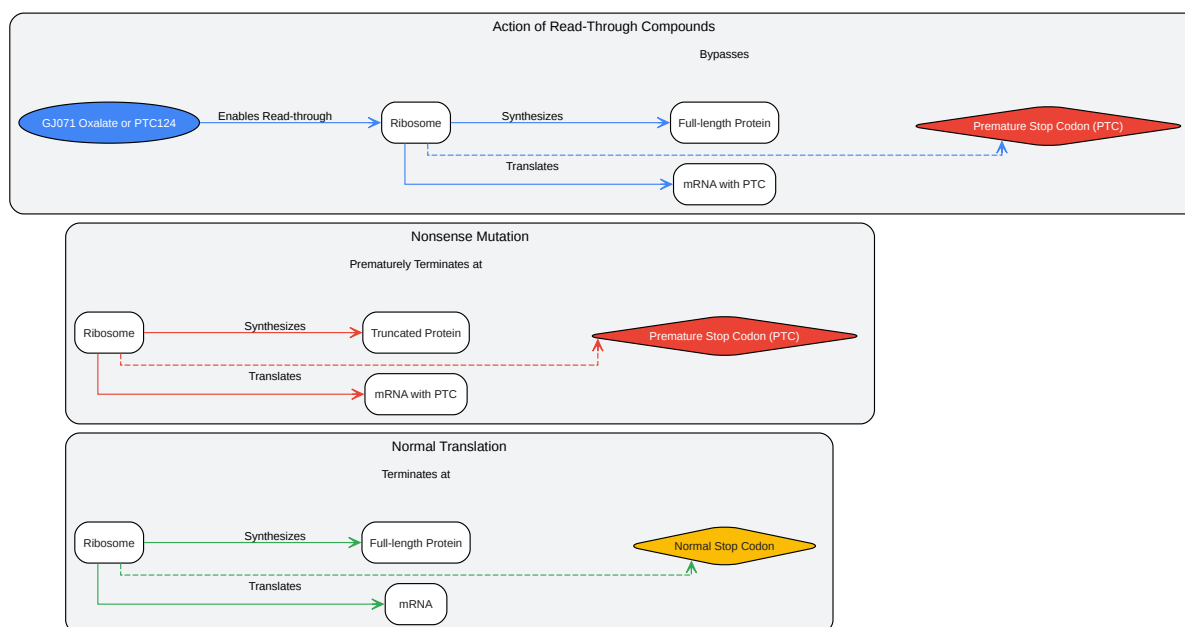 Action of Read-Through Compounds
Bypasses
GJ071 Oxalate or PTC124
Enables Read-through
Ribosome
Synthesizes
Full-length Protein
Premature Stop Codon (PTC)
Translates
mRNA with PTC
Nonsense Mutation
Prematurely Terminates at
Ribosome
Synthesizes
Truncated Protein
Premature Stop Codon (PTC)
Translates
mRNA with PTC
Normal Translation
Terminates at
Ribosome
Synthesizes
Full-length Protein
Normal Stop Codon
Translates
mRNA